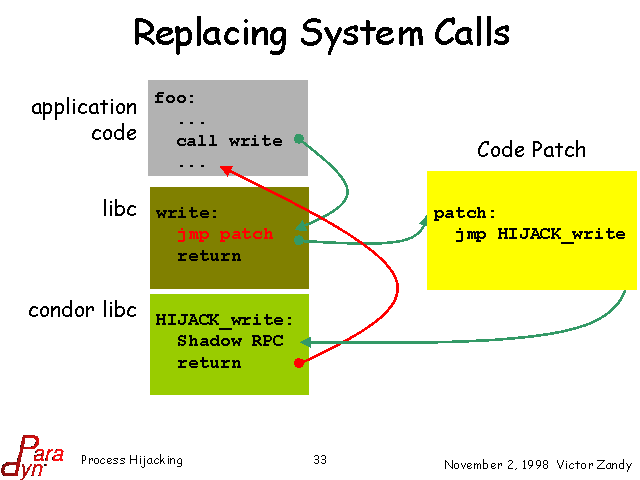 Replacing System Calls
application
code
foo:
...
call write
...
Code Patch
libc
write:
jmp patch
return
patch:
jmp HIJACK_write
condor libc
HIJACK_write:
Shadow RPC
return
Para
dyn
Process Hijacking
33
November 2, 1998 Victor Zandy